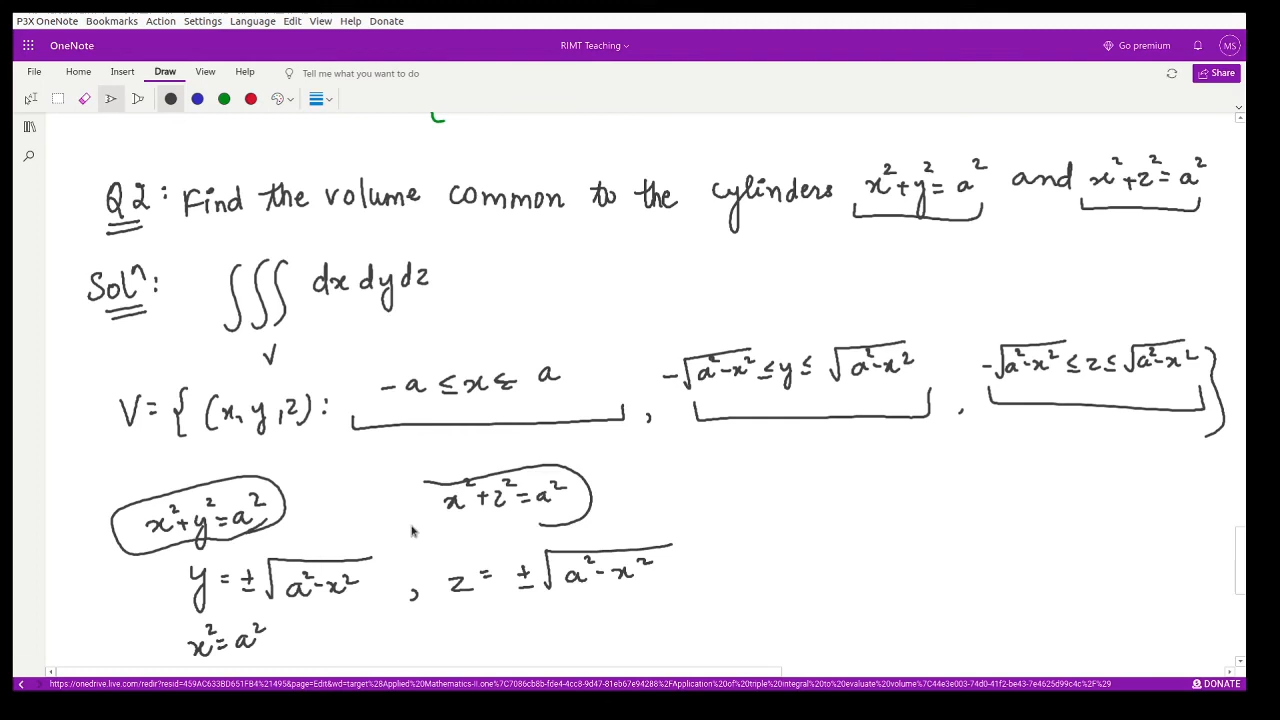 P3X OneNote Bookmarks Action Settings Language Edit View Help Donate
OneNote RIMT Teaching Go premium MS
File Home Insert Draw View Help Tell me what you want to do Share
Q2: Find the volume common to the cylinders x²+y²=a² and x²+z²=a²
Solⁿ: ∭ dx dy dz
V
V = { (x, y, z): -a ≤ x ≤ a , -√(a²-x²) ≤ y ≤ √(a²-x²) , -√(a²-x²) ≤ z ≤ √(a²-x²) }
x²+y²=a² x²+z²=a²
y = ±√(a²-x²) , z = ±√(a²-x²)
x²=a²
DONATE